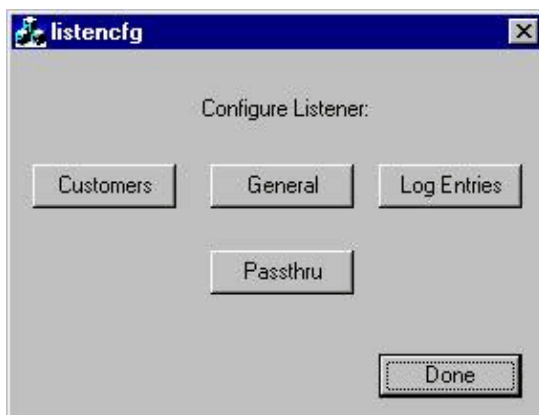 listencfg
Configure Listener:
Customers General Log Entries
Passthru
Done